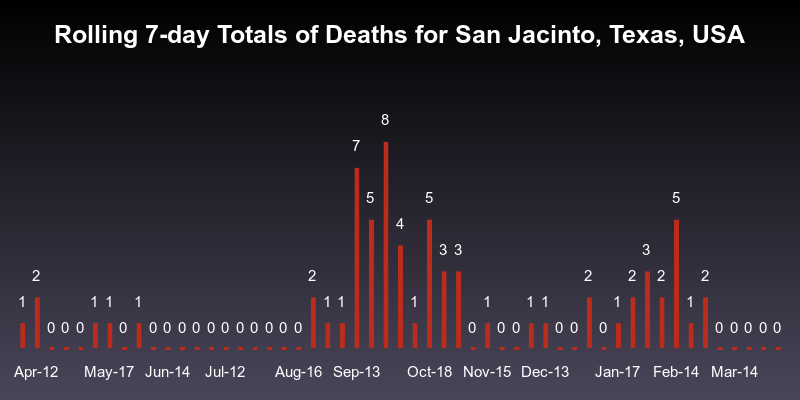 Rolling 7-day Totals of Deaths for San Jacinto, Texas, USA
8
7
5 5 5
4
3 3 3
2 2 2 2 2 2
1 1 1 1 1 1 1 1 1 1 1 1
0 0 0 0 0 0 0 0 0 0 0 0 0 0 0 0 0 0 0 0 0 0 0 0 0 0
Apr-12 May-17 Jun-14 Jul-12 Aug-16 Sep-13 Oct-18 Nov-15 Dec-13 Jan-17 Feb-14 Mar-14